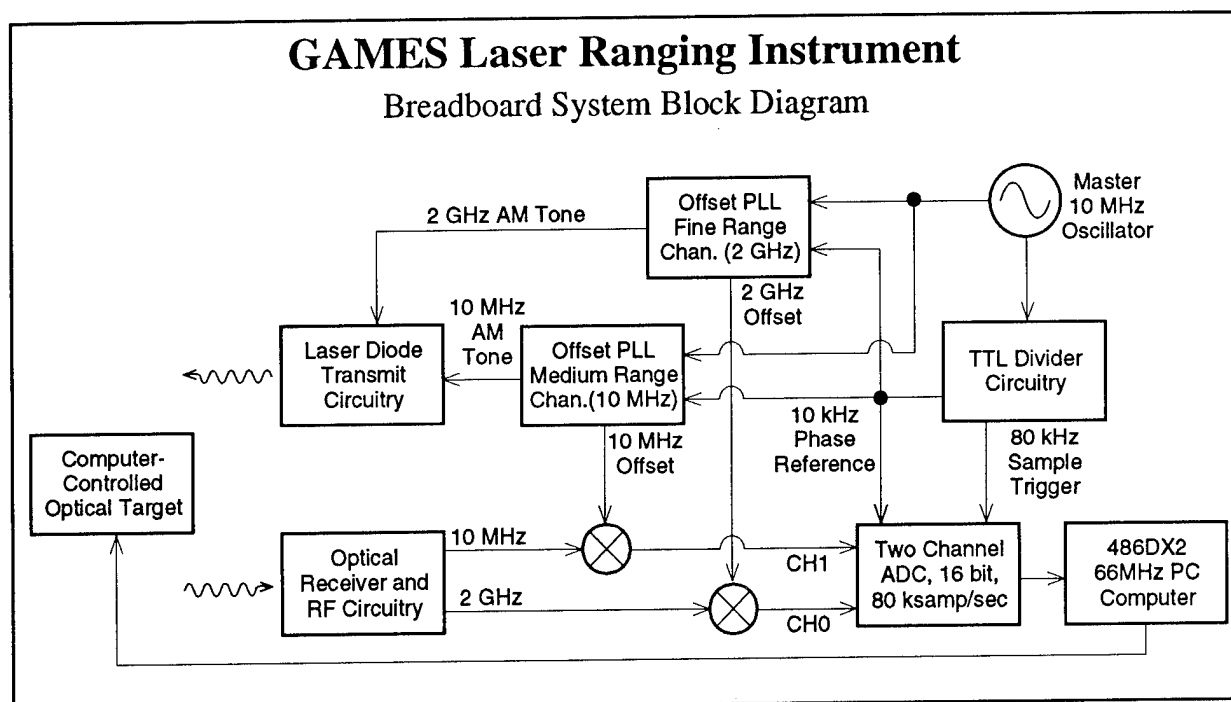 GAMES Laser Ranging Instrument
Breadboard System Block Diagram
Offset PLL
Fine Range
Chan. (2 GHz)
Master
10 MHz
Oscillator
2 GHz AM Tone
2 GHz
Offset
10 MHz
AM
Tone
Laser Diode
Transmit
Circuitry
Offset PLL
Medium Range
Chan.(10 MHz)
TTL Divider
Circuitry
10 kHz
Phase
Reference
80 kHz
Sample
Trigger
10 MHz
Offset
Computer-
Controlled
Optical Target
Optical
Receiver and
RF Circuitry
10 MHz
2 GHz
CH1
CH0
Two Channel
ADC, 16 bit,
80 ksamp/sec
486DX2
66MHz PC
Computer